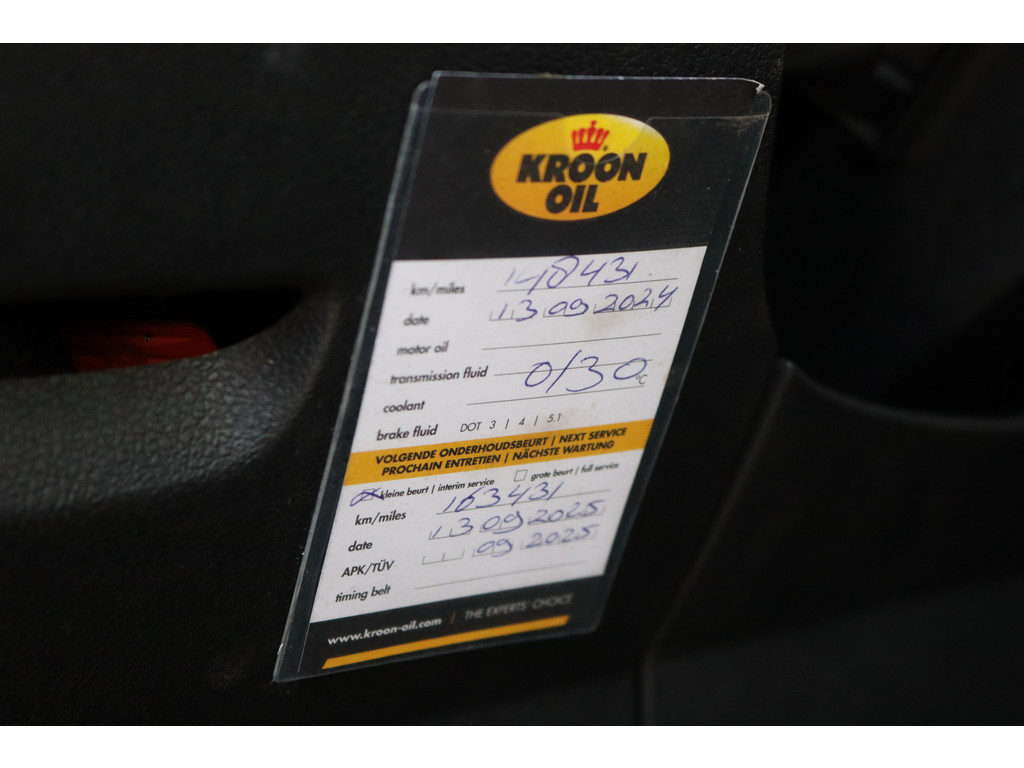 KROON
OIL
km/miles 148431
date 13 09 2024
motor oil
transmission fluid 0/30
coolant °C
brake fluid DOT 3 | 4 | 5.1
VOLGENDE ONDERHOUDSBEURT | NEXT SERVICE
PROCHAIN ENTRETIEN | NÄCHSTE WARTUNG
kleine beurt | interim service grote beurt | full service
km/miles 163431
date 13 09 2025
APK/TÜV 09 2025
timing belt
www.kroon-oil.com | THE EXPERTS' CHOICE